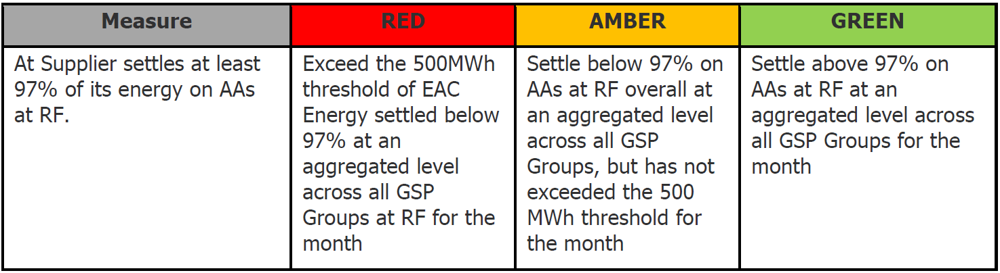 Measure
RED
AMBER
GREEN
At Supplier settles at least
97% of its energy on AAs
at RF.
Exceed the 500MWh
threshold of EAC
Energy settled below
97% at an
aggregated level
across all GSP
Groups at RF for the
month
Settle below 97% on
AAs at RF overall at
an aggregated level
across all GSP
Groups, but has not
exceeded the 500
MWh threshold for
the month
Settle above 97% on
AAs at RF at an
aggregated level across
all GSP Groups for the
month